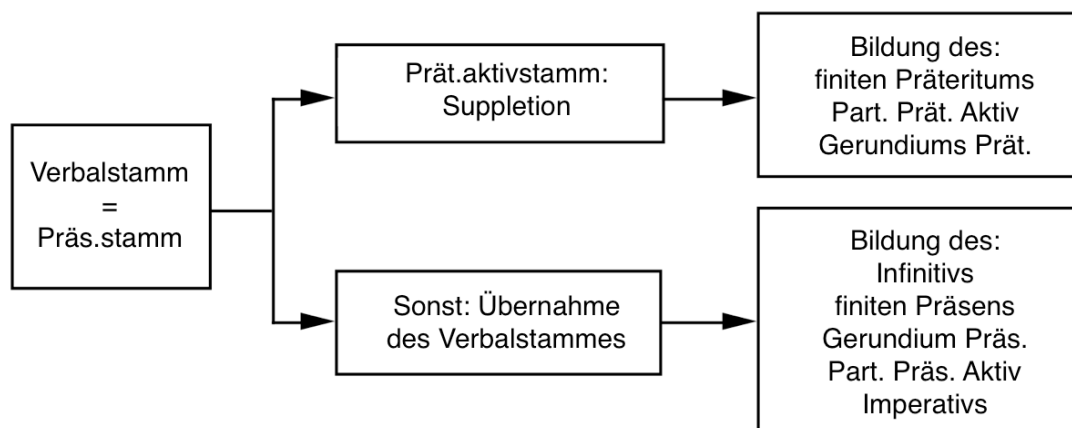 Verbalstamm
=
Präs.stamm
Prät.aktivstamm:
Suppletion
Bildung des:
finiten Präteritums
Part. Prät. Aktiv
Gerundiums Prät.
Sonst: Übernahme
des Verbalstammes
Bildung des:
Infinitivs
finiten Präsens
Gerundium Präs.
Part. Präs. Aktiv
Imperativs